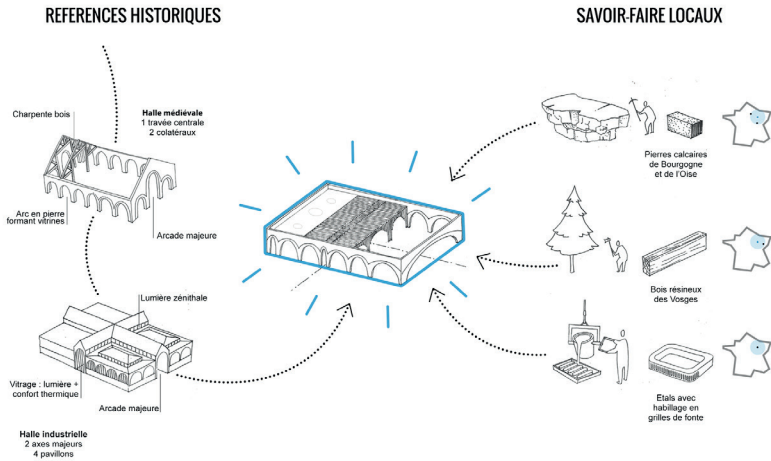 REFERENCES HISTORIQUES
Charpente bois
Halle médiévale
1 travée centrale
2 colatéraux
Arc en pierre
formant vitrines
Arcade majeure
Lumière zénithale
Vitrage : lumière +
confort thermique
Arcade majeure
Halle industrielle
2 axes majeurs
4 pavillons
SAVOIR-FAIRE LOCAUX
Pierres calcaires
de Bourgogne
et de l'Oise
Bois résineux
des Vosges
Etals avec
habillage en
grilles de fonte